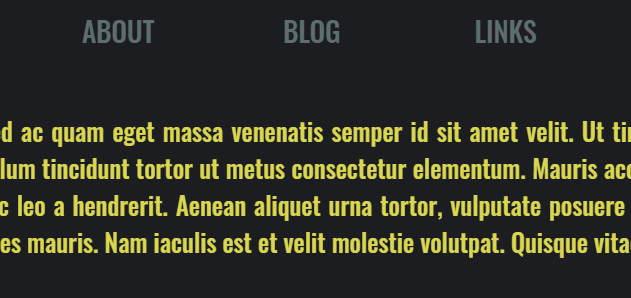 ABOUT BLOG LINKS
ac quam eget massa venenatis semper id sit amet velit. Ut
tincidunt tortor ut metus consectetur elementum. Mauris
leo a hendrerit. Aenean aliquet urna tortor, vulputate posuere
mauris. Nam iaculis est et velit molestie volutpat. Quisque